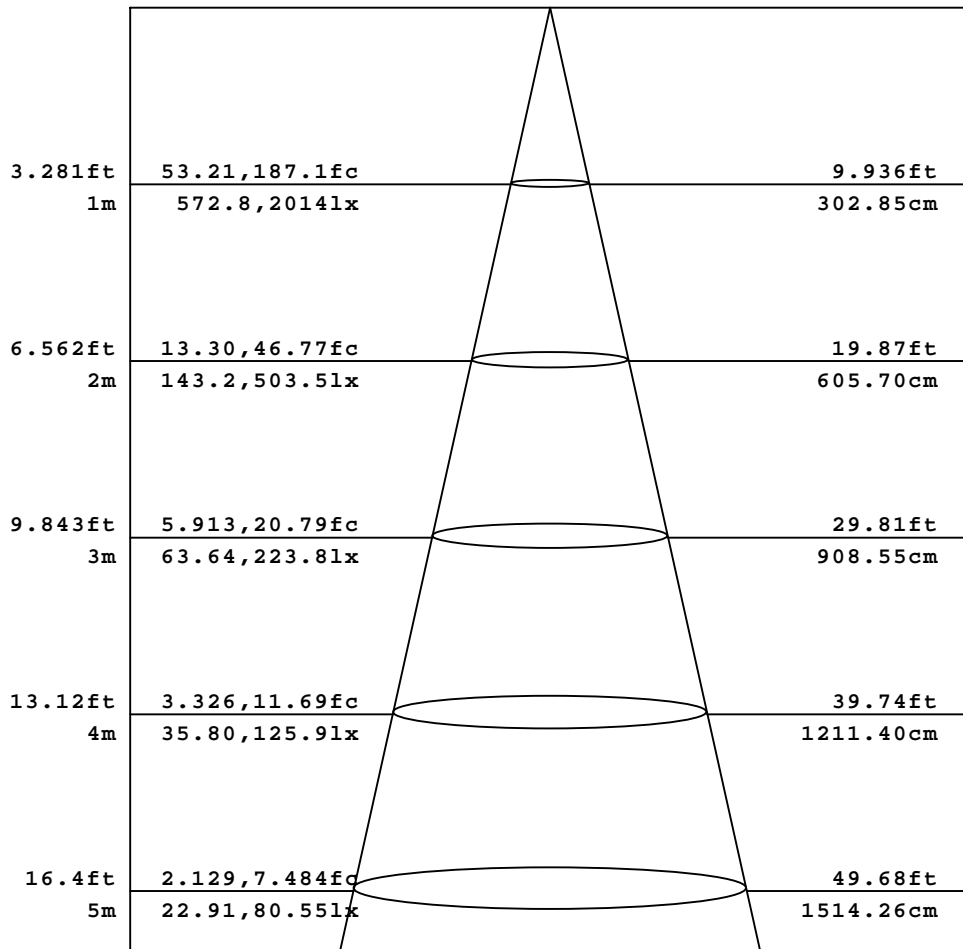 3.281ft 53.21,187.1fc 9.936ft
1m 572.8,2014lx 302.85cm
6.562ft 13.30,46.77fc 19.87ft
2m 143.2,503.5lx 605.70cm
9.843ft 5.913,20.79fc 29.81ft
3m 63.64,223.8lx 908.55cm
13.12ft 3.326,11.69fc 39.74ft
4m 35.80,125.9lx 1211.40cm
16.4ft 2.129,7.484fc 49.68ft
5m 22.91,80.55lx 1514.26cm